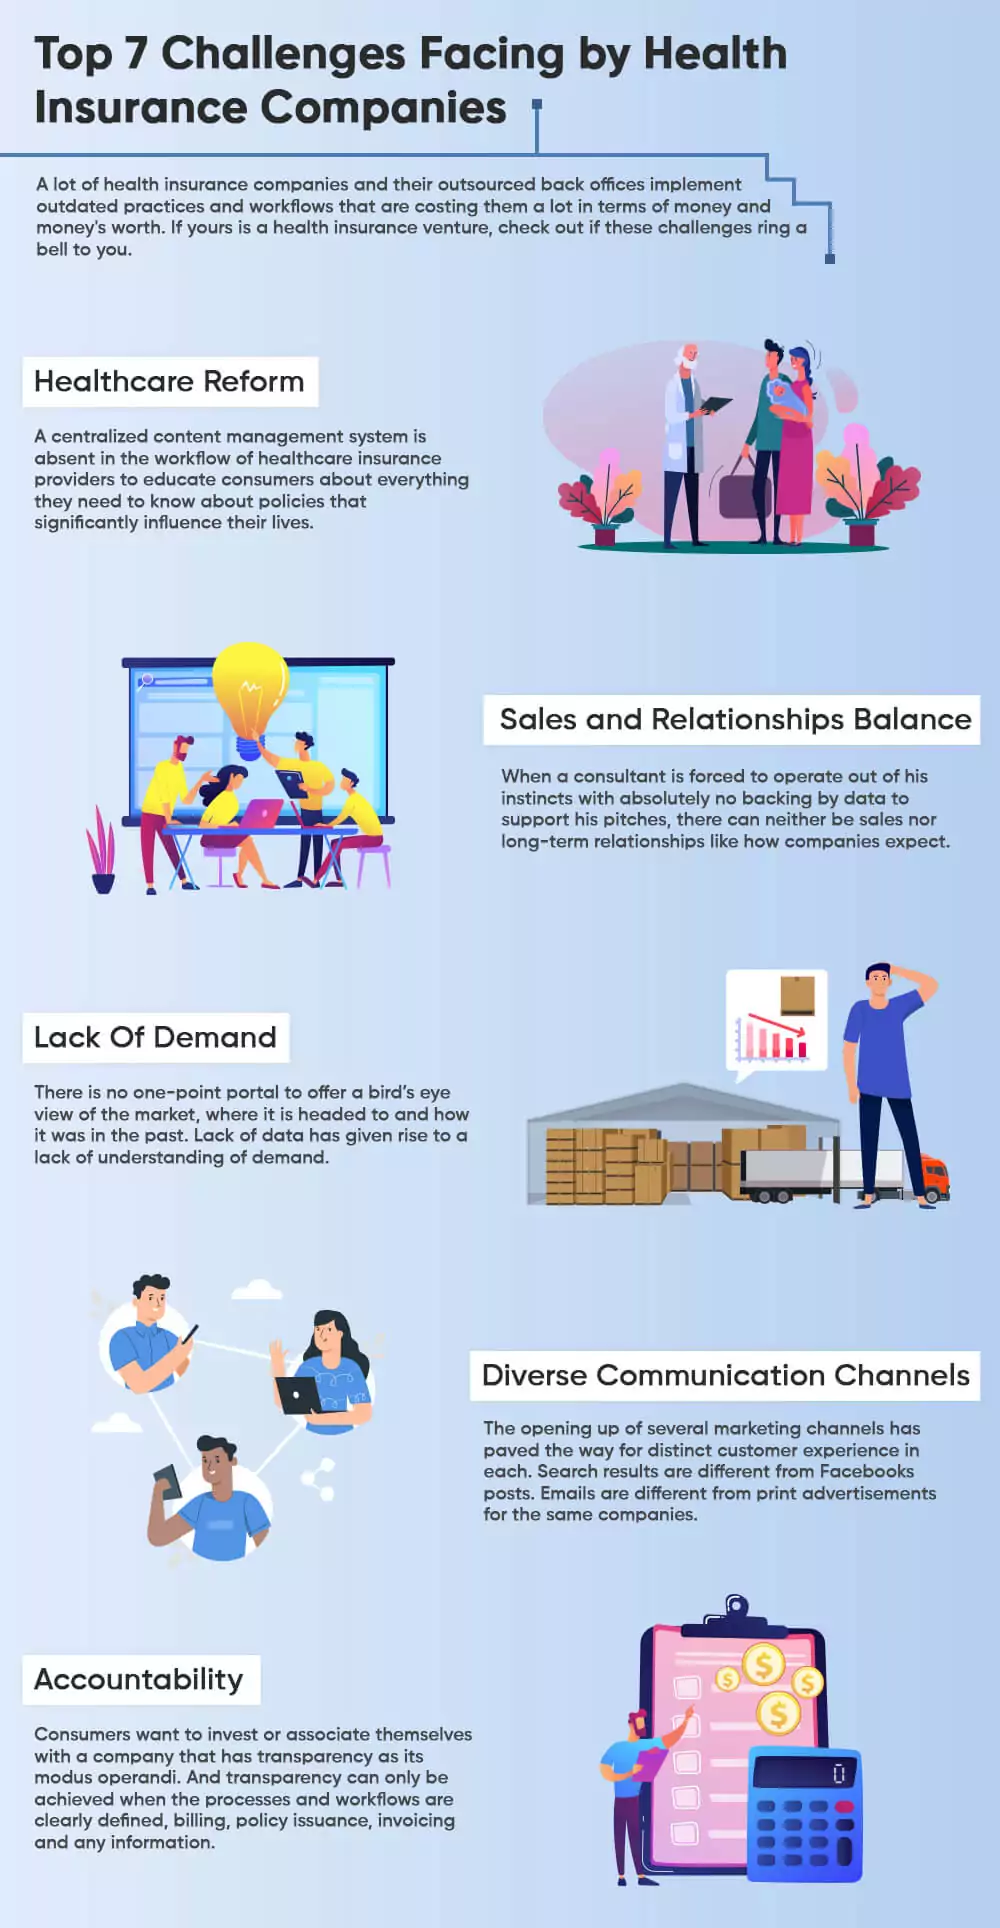 Top 7 Challenges Facing by Health
Insurance Companies
A lot of health insurance companies and their outsourced back offices implement
outdated practices and workflows that are costing them a lot in terms of money and
money's worth. If yours is a health insurance venture, check out if these challenges ring a
bell to you.
Healthcare Reform
A centralized content management system is
absent in the workflow of healthcare insurance
providers to educate consumers about everything
they need to know about policies that
significantly influence their lives.
Sales and Relationships Balance
When a consultant is forced to operate out of his
instincts with absolutely no backing by data to
support his pitches, there can neither be sales nor
long-term relationships like how companies expect.
Lack Of Demand
There is no one-point portal to offer a bird's eye
view of the market, where it is headed to and how
it was in the past. Lack of data has given rise to a
lack of understanding of demand.
Diverse Communication Channels
The opening up of several marketing channels has
paved the way for distinct customer experience in
each. Search results are different from Facebooks
posts. Emails are different from print advertisements
for the same companies.
$
$
$
$
Accountability
0
Consumers want to invest or associate themselves
with a company that has transparency as its
modus operandi. And transparency can only be
achieved when the processes and workflows are
clearly defined, billing, policy issuance, invoicing
and any information.